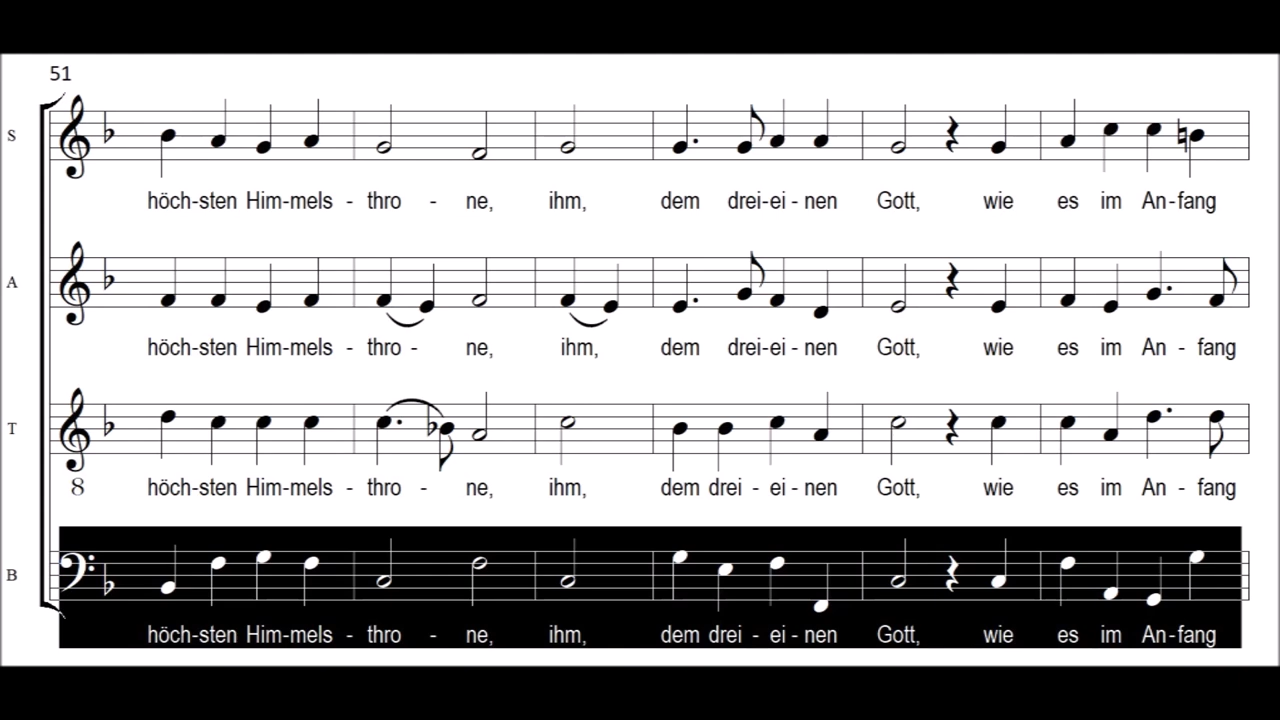 51
S
höch-sten Him-mels - thro - ne, ihm, dem drei-ei - nen Gott, wie es im An-fang
A
höch-sten Him-mels - thro - ne, ihm, dem drei-ei - nen Gott, wie es im An - fang
T
8
höch-sten Him-mels - thro - ne, ihm, dem drei - ei - nen Gott, wie es im An - fang
B
höch-sten Him-mels - thro - ne, ihm, dem drei - ei - nen Gott, wie es im An-fang